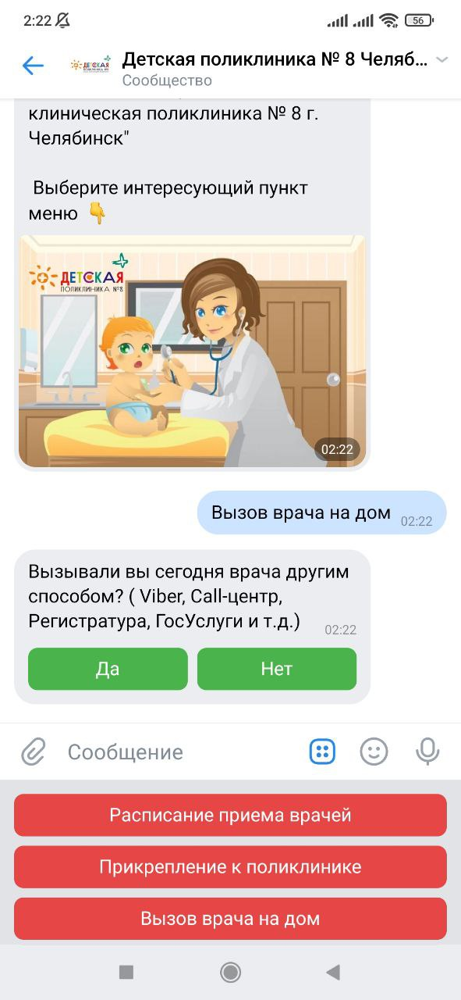 2:22
56
Детская поликлиника № 8 Челяб...
Сообщество
клиническая поликлиника № 8 г.
Челябинск"
Выберите интересующий пункт
меню 👇
ДЕТСКАЯ
ПОЛИКЛИНИКА №8
02:22
Вызов врача на дом 02:22
Вызывали вы сегодня врача другим
способом? ( Viber, Call-центр,
Регистратура, ГосУслуги и т.д.) 02:22
Да
Нет
Сообщение
Расписание приема врачей
Прикрепление к поликлинике
Вызов врача на дом